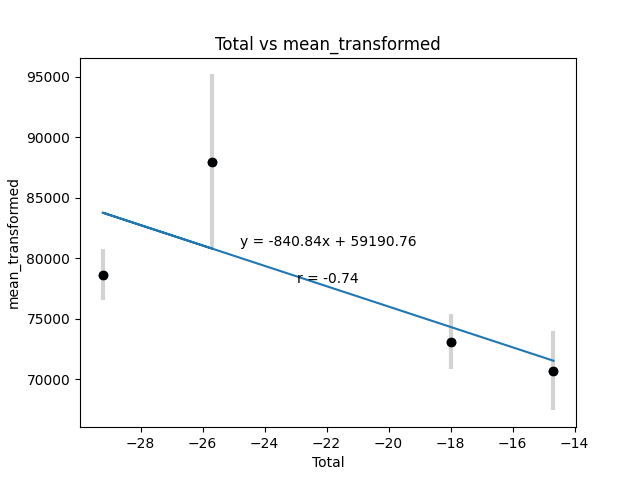 Total vs mean_transformed
95000
90000
85000
80000
75000
70000
mean_transformed
y = -840.84x + 59190.76
r = -0.74
−28 −26 −24 −22 −20 −18 −16 −14
Total